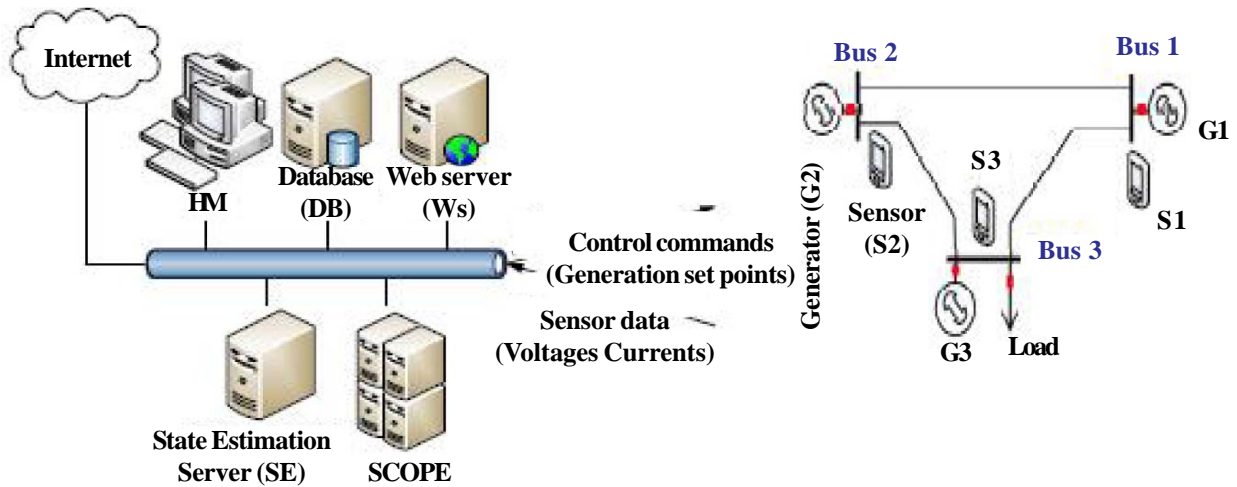 Internet
HM
Database
(DB)
Web server
(Ws)
Control commands
(Generation set points)
Sensor data
(Voltages Currents)
State Estimation
Server (SE)
SCOPE
Bus 2
Bus 1
G1
Generator (G2)
Sensor
(S2)
S3
S1
Bus 3
G3
Load